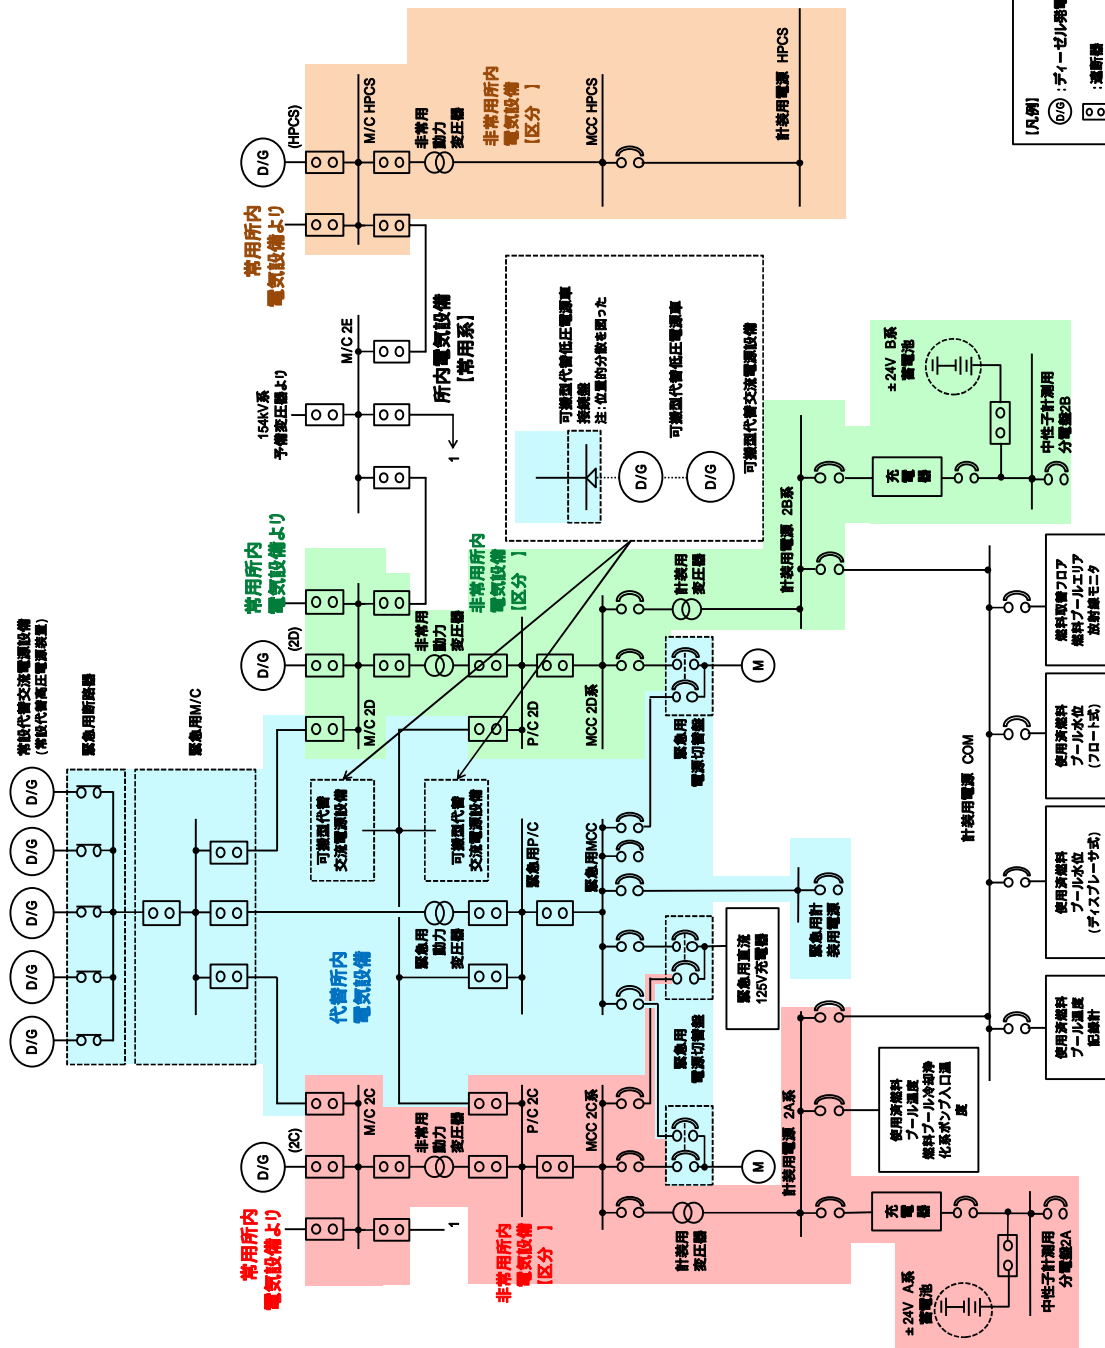 常設代替交流電源設備
(常設代替高圧電源装置)
D/G
D/G
D/G
D/G
D/G
緊急用断路器
緊急用M/C
常用所内
電気設備より
D/G
(2C)
M/C 2C
1
非常用
動力
変圧器
非常用所内
電気設備
【区分　】
P/C 2C
MCC 2C系
計装用
変圧器
計装用電源 2A系
M
緊急用
電源切替盤
充電器
±24V A系
蓄電池
中性子計測用
分電盤2A
代替所内
電気設備
緊急用
動力
変圧器
可搬型代替
交流電源設備
可搬型代替
交流電源設備
緊急用P/C
緊急用MCC
緊急用直流
125V充電器
緊急用計
装用電源
常用所内
電気設備より
D/G
(2D)
M/C 2D
非常用
動力
変圧器
非常用所内
電気設備
【区分　】
P/C 2D
MCC 2D系
計装用
変圧器
計装用電源 2B系
M
緊急用
電源切替盤
充電器
±24V B系
蓄電池
中性子計測用
分電盤2B
154kV系
予備変圧器より
M/C 2E
1
所内電気設備
【常用系】
可搬型代替低圧電源車
接続盤
注:位置的分散を図った
D/G
D/G
可搬型代替低圧電源車
可搬型代替交流電源設備
常用所内
電気設備より
D/G
(HPCS)
M/C HPCS
非常用
動力
変圧器
非常用所内
電気設備
【区分　】
MCC HPCS
計装用電源 HPCS
計装用電源 COM
使用済燃料
プール温度
燃料プール冷却浄
化系ポンプ入口温
度
使用済燃料
プール温度
記録計
使用済燃料
プール水位
(ディスプレーサ式)
使用済燃料
プール水位
(フロート式)
燃料取替フロア
燃料プールエリア
放射線モニタ
【凡例】
D/G :ディーゼル発電
:遮断器